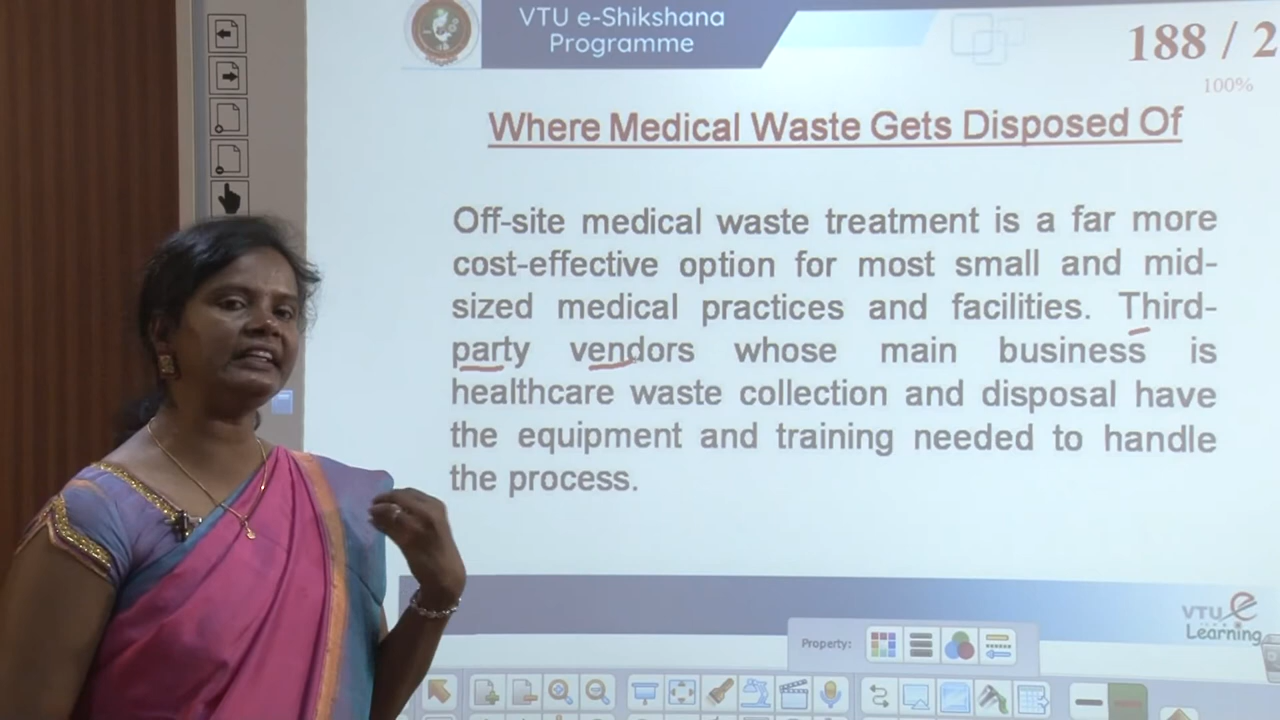 VTU e-Shikshana
Programme
188 / 2
100%
Where Medical Waste Gets Disposed Of
Off-site medical waste treatment is a far more
cost-effective option for most small and mid-
sized medical practices and facilities. Third-
party vendors whose main business is
healthcare waste collection and disposal have
the equipment and training needed to handle
the process.
VTU e
Learning
Property: